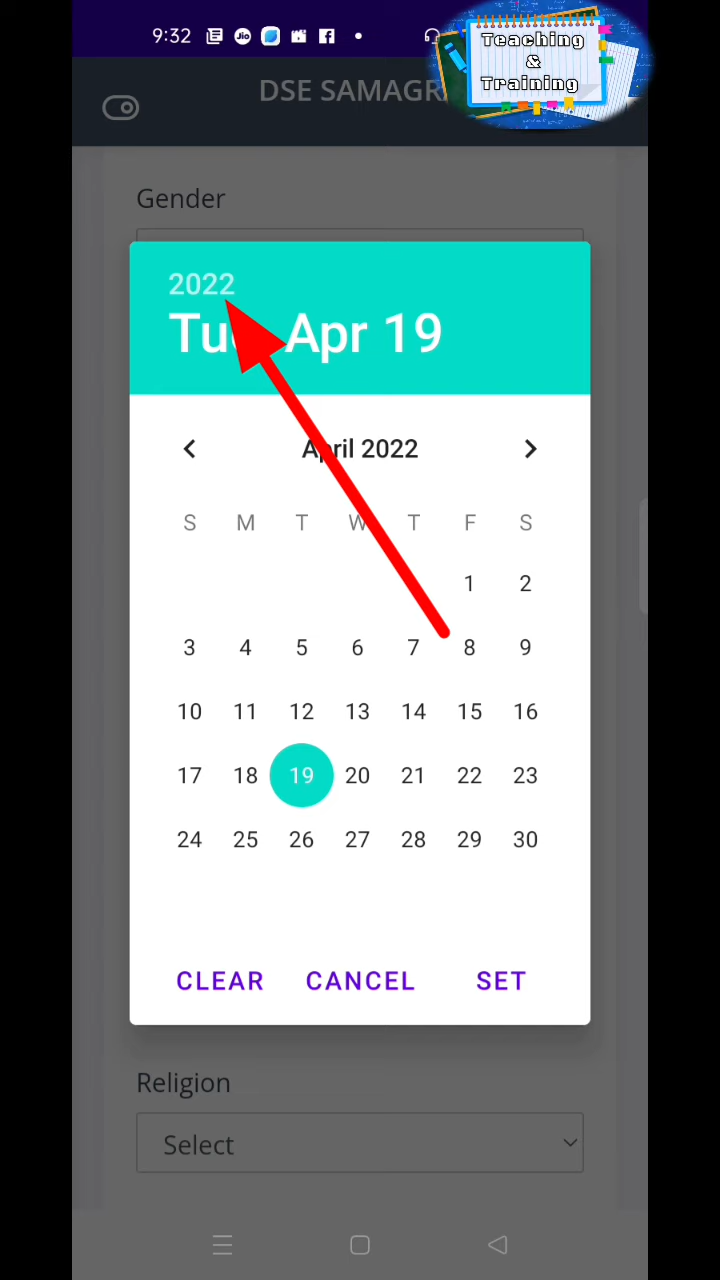 9:32
Jio
Teaching
&
Training
DSE SAMAGR
Gender
2022
Tue, Apr 19
April 2022
S M T W T F S
1 2
3 4 5 6 7 8 9
10 11 12 13 14 15 16
17 18 19 20 21 22 23
24 25 26 27 28 29 30
CLEAR CANCEL SET
Religion
Select